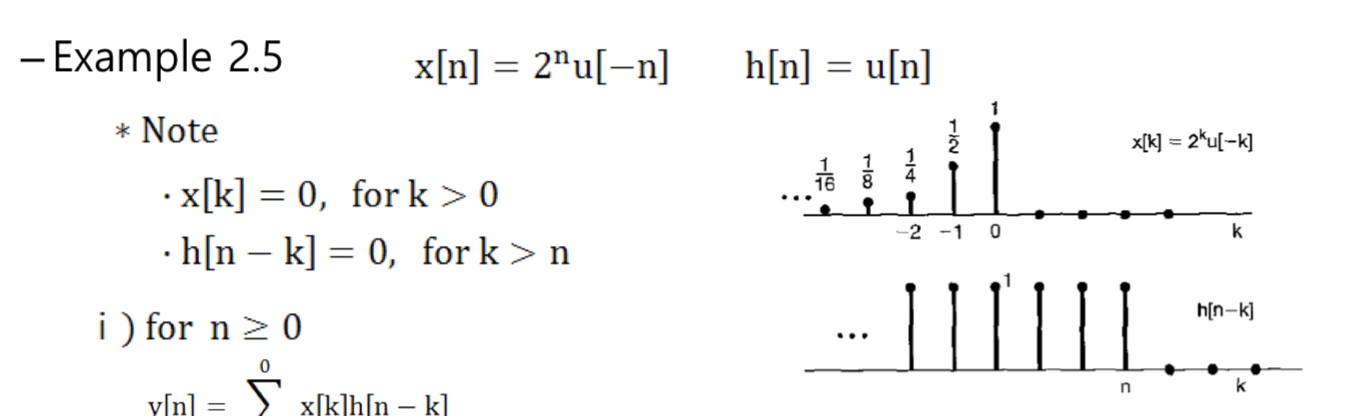 – Example 2.5 x[n] = 2ⁿu[−n] h[n] = u[n]
* Note
· x[k] = 0, for k > 0
· h[n − k] = 0, for k > n
i ) for n ≥ 0
0
y[n] = ∑ x[k]h[n − k]
1
1/16 1/8 1/4 1/2
x[k] = 2ᵏu[−k]
...
−2 −1 0 k
1
h[n−k]
...
n k